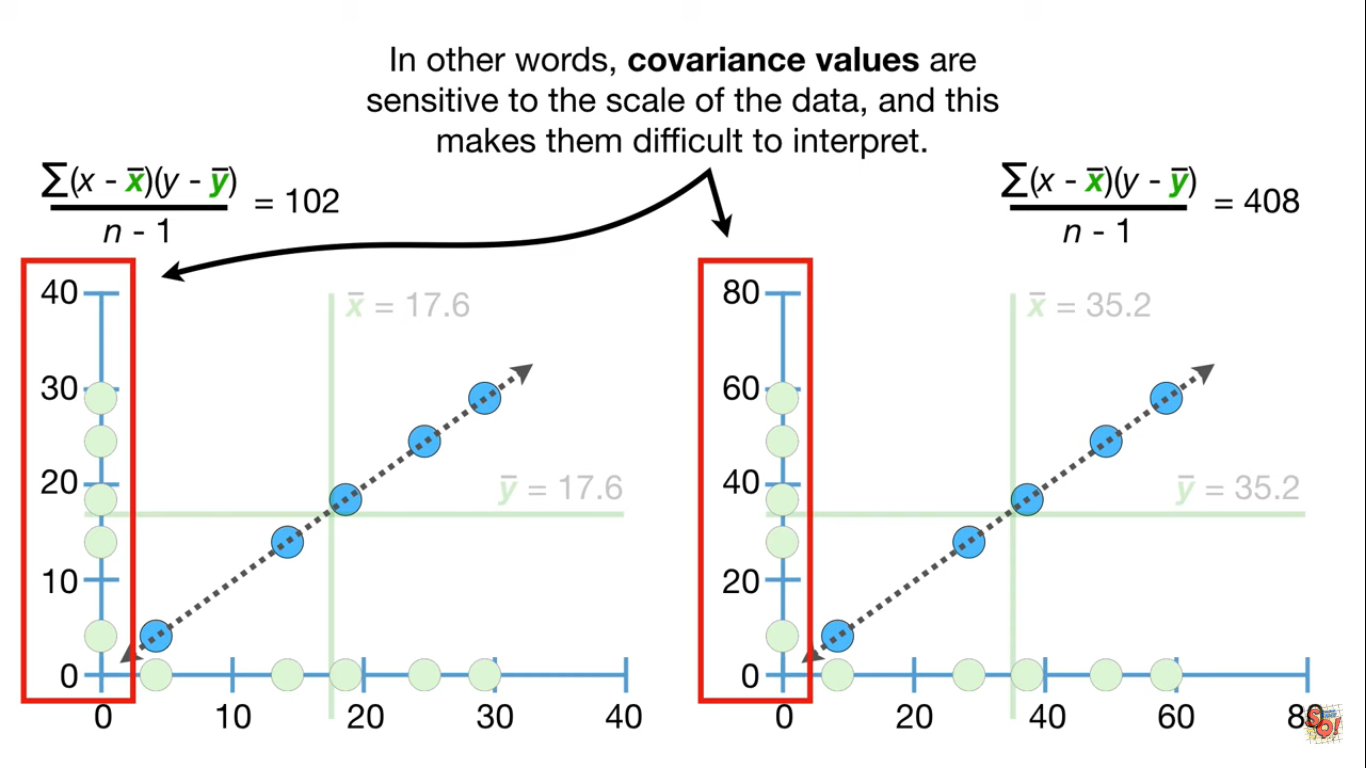 In other words, covariance values are
sensitive to the scale of the data, and this
makes them difficult to interpret.
∑(x - x̅)(y - y̅)
n - 1
= 102
∑(x - x̅)(y - y̅)
n - 1
= 408
40
30
20
10
0
x̅ = 17.6
y̅ = 17.6
0 10 20 30 40
80
60
40
20
0
x̅ = 35.2
y̅ = 35.2
0 20 40 60 80
SQ!